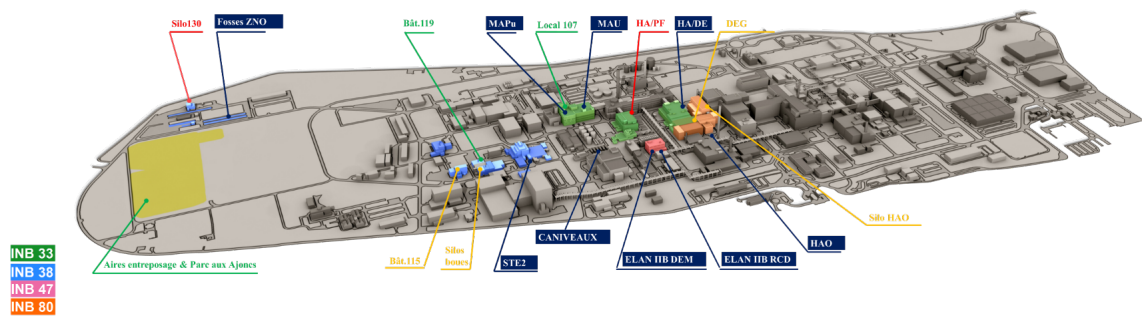 Silo130
Fosses ZNO
Bât.119
MAPu
Local 107
MAU
HA/PF
HA/DE
DEG
Silo HAO
HAO
CANIVEAUX
ELAN IIB DEM
ELAN IIB RCD
STE2
Silos
boues
Bât.115
Aires entreposage & Parc aux Ajoncs
INB 33
INB 38
INB 47
INB 80